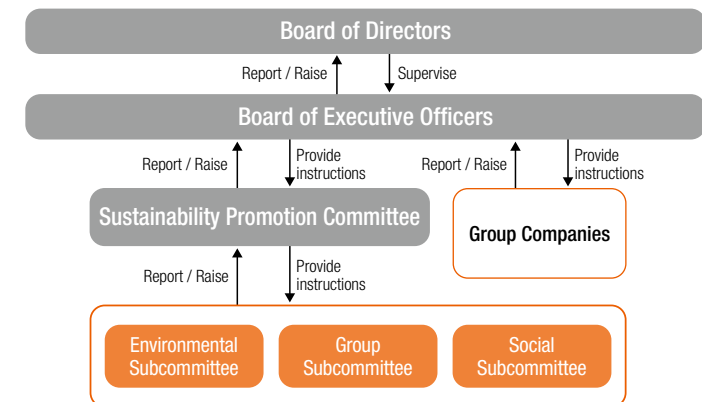 Board of Directors
Report / Raise
Supervise
Board of Executive Officers
Report / Raise
Provide
instructions
Report / Raise
Provide
instructions
Sustainability Promotion Committee
Group Companies
Report / Raise
Provide
instructions
Environmental
Subcommittee
Group
Subcommittee
Social
Subcommittee